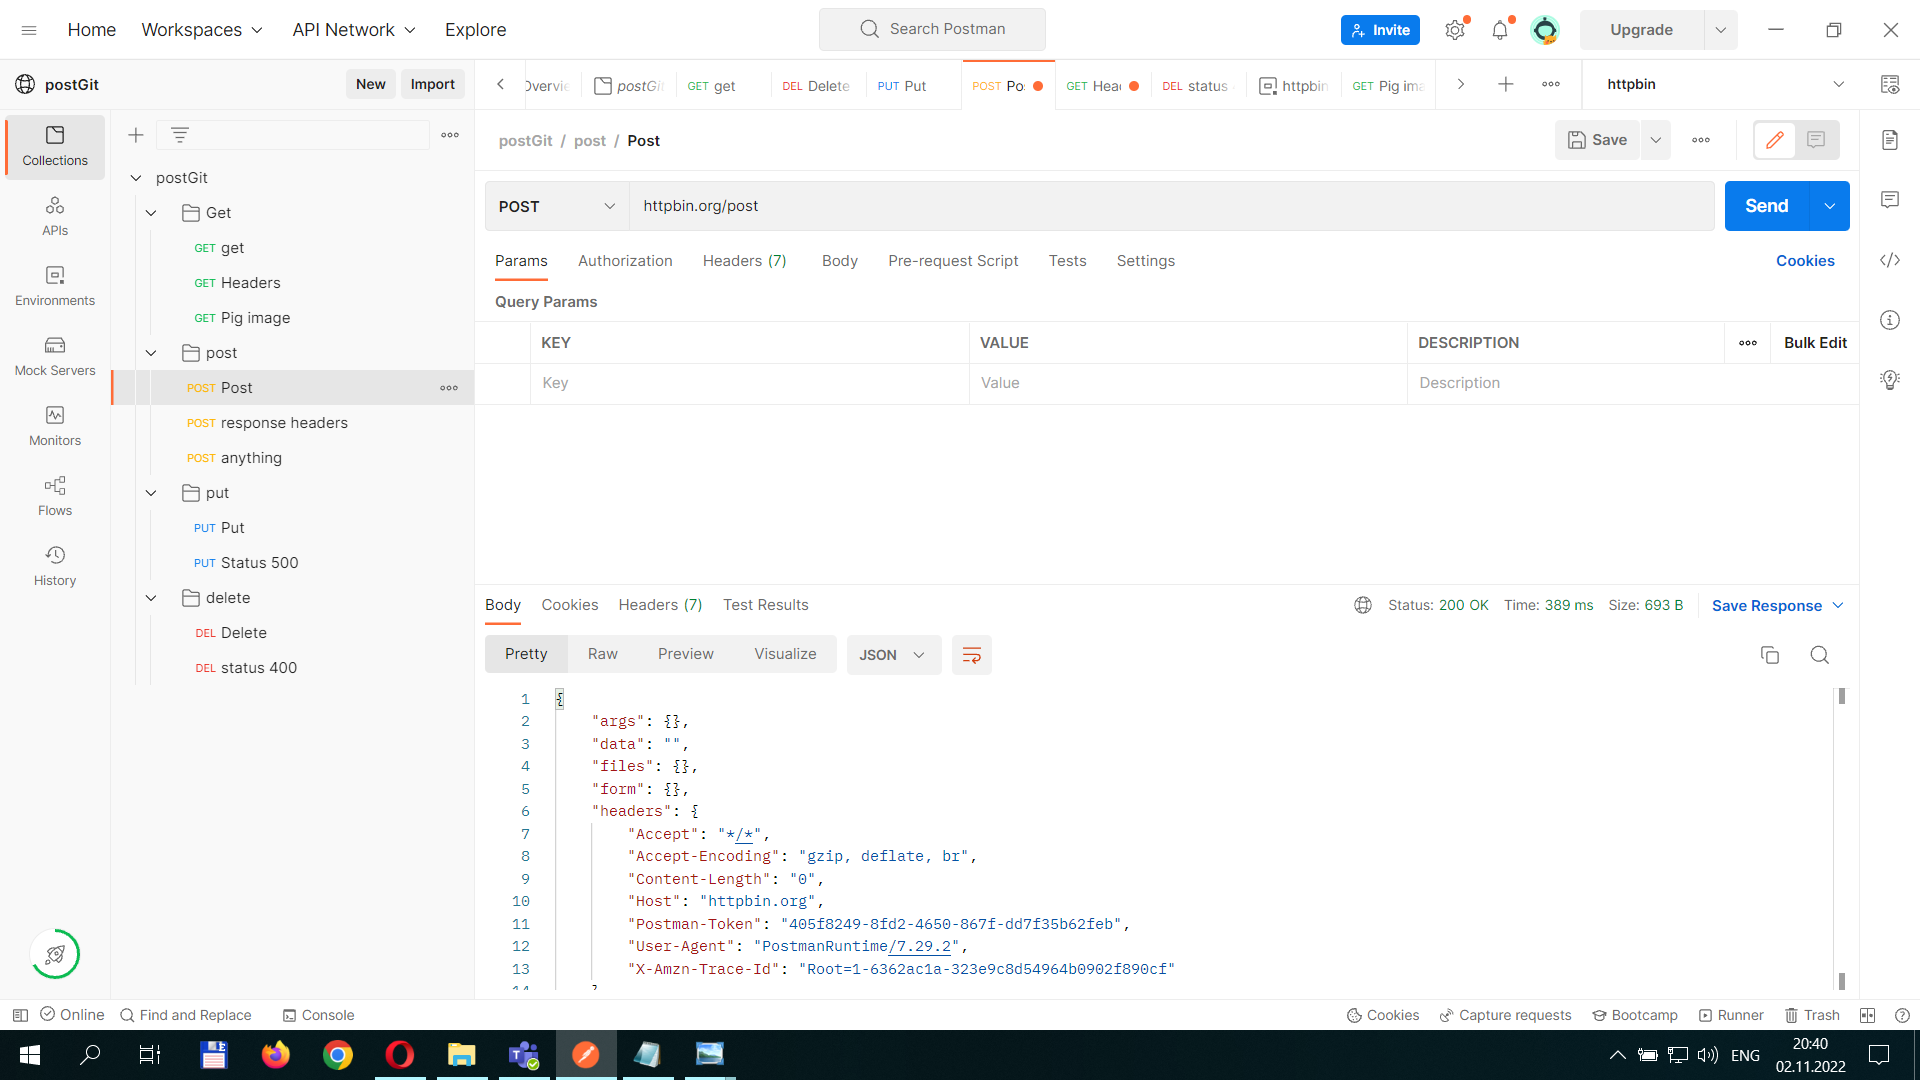 Home Workspaces API Network Explore Search Postman Invite Upgrade
postGit New Import
Overvie postGit GET get DEL Delete PUT Put POST Po: GET Head DEL status httpbin GET Pig ima httpbin
postGit / post / Post Save
Collections
APIs
Environments
Mock Servers
Monitors
Flows
History
postGit
Get
GET get
GET Headers
GET Pig image
post
POST Post
POST response headers
POST anything
put
PUT Put
PUT Status 500
delete
DEL Delete
DEL status 400
POST httpbin.org/post Send
Params Authorization Headers (7) Body Pre-request Script Tests Settings Cookies
Query Params
KEY VALUE DESCRIPTION Bulk Edit
Key Value Description
Body Cookies Headers (7) Test Results Status: 200 OK Time: 389 ms Size: 693 B Save Response
Pretty Raw Preview Visualize JSON
1 {
2 "args": {},
3 "data": "",
4 "files": {},
5 "form": {},
6 "headers": {
7 "Accept": "*/*",
8 "Accept-Encoding": "gzip, deflate, br",
9 "Content-Length": "0",
10 "Host": "httpbin.org",
11 "Postman-Token": "405f8249-8fd2-4650-867f-dd7f35b62feb",
12 "User-Agent": "PostmanRuntime/7.29.2",
13 "X-Amzn-Trace-Id": "Root=1-6362ac1a-323e9c8d54964b0902f890cf"
14 }
Online Find and Replace Console Cookies Capture requests Bootcamp Runner Trash
ENG 20:40
02.11.2022